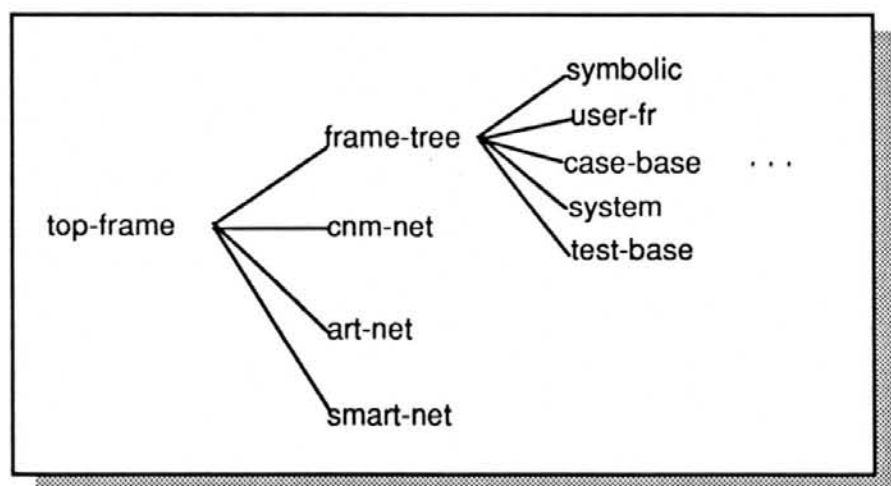 symbolic
user-fr
frame-tree
case-base . . .
system
top-frame
cnm-net
test-base
art-net
smart-net